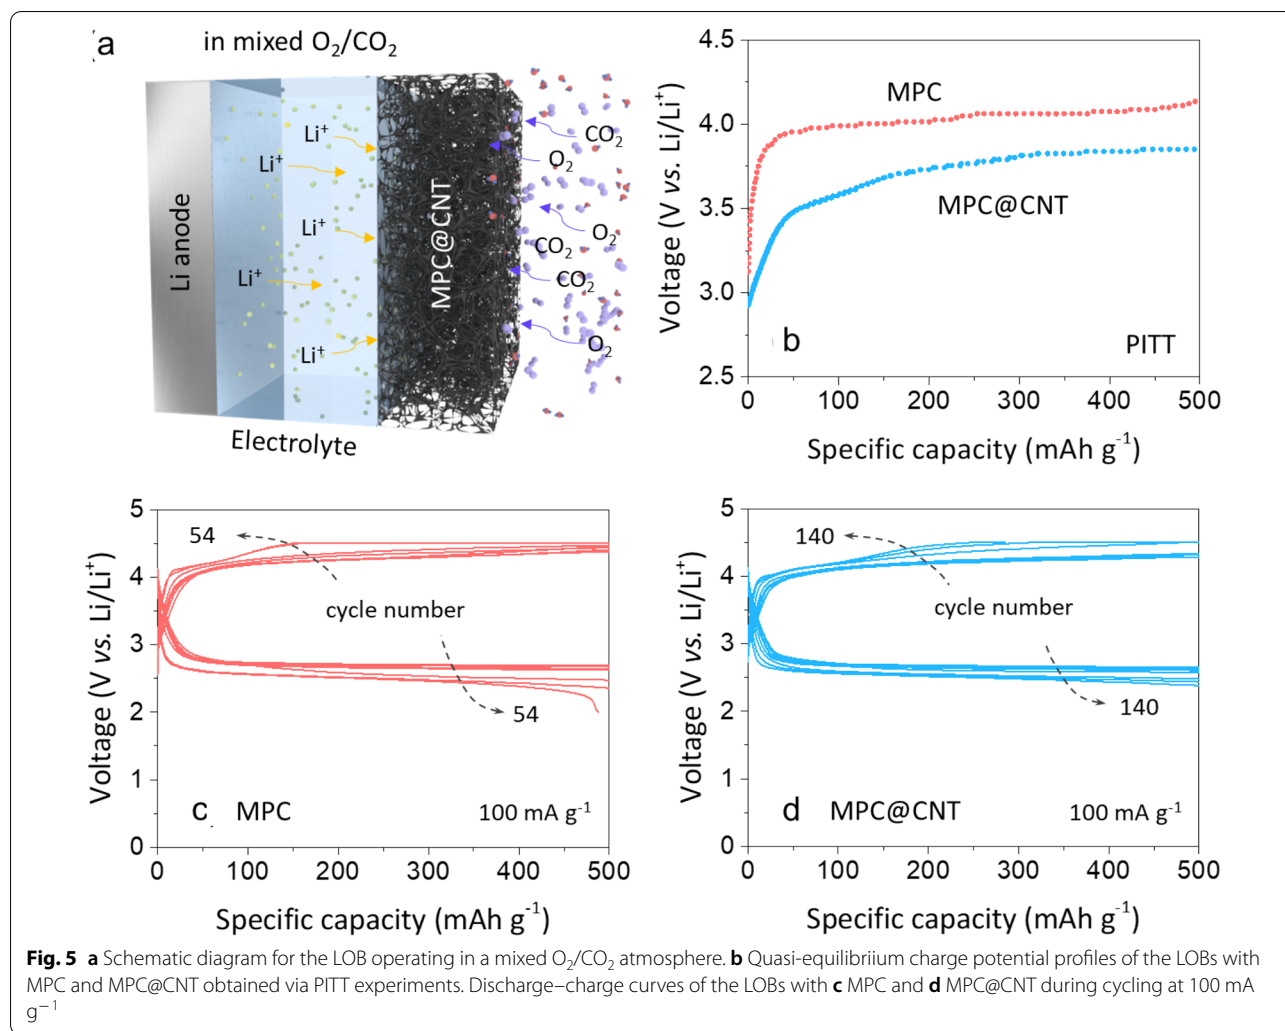 (a
in mixed O₂/CO₂
Li anode
Li⁺
Li⁺
Li⁺
Li⁺
Li⁺
MPC@CNT
CO₂
O₂
O₂
CO₂
CO₂
O₂
Electrolyte
4.5
4.0
3.5
3.0
2.5
Voltage (V vs. Li/Li⁺)
MPC
MPC@CNT
b
PITT
0 100 200 300 400 500
Specific capacity (mAh g⁻¹)
5
4
3
2
1
0
Voltage (V vs. Li/Li⁺)
54
cycle number
54
c MPC
100 mA g⁻¹
0 100 200 300 400 500
Specific capacity (mAh g⁻¹)
5
4
3
2
1
0
Voltage (V vs. Li/Li⁺)
140
cycle number
140
d MPC@CNT
100 mA g⁻¹
0 100 200 300 400 500
Specific capacity (mAh g⁻¹)
Fig. 5 a Schematic diagram for the LOB operating in a mixed O₂/CO₂ atmosphere. b Quasi-equilibriium charge potential profiles of the LOBs with
MPC and MPC@CNT obtained via PITT experiments. Discharge–charge curves of the LOBs with c MPC and d MPC@CNT during cycling at 100 mA
g⁻¹